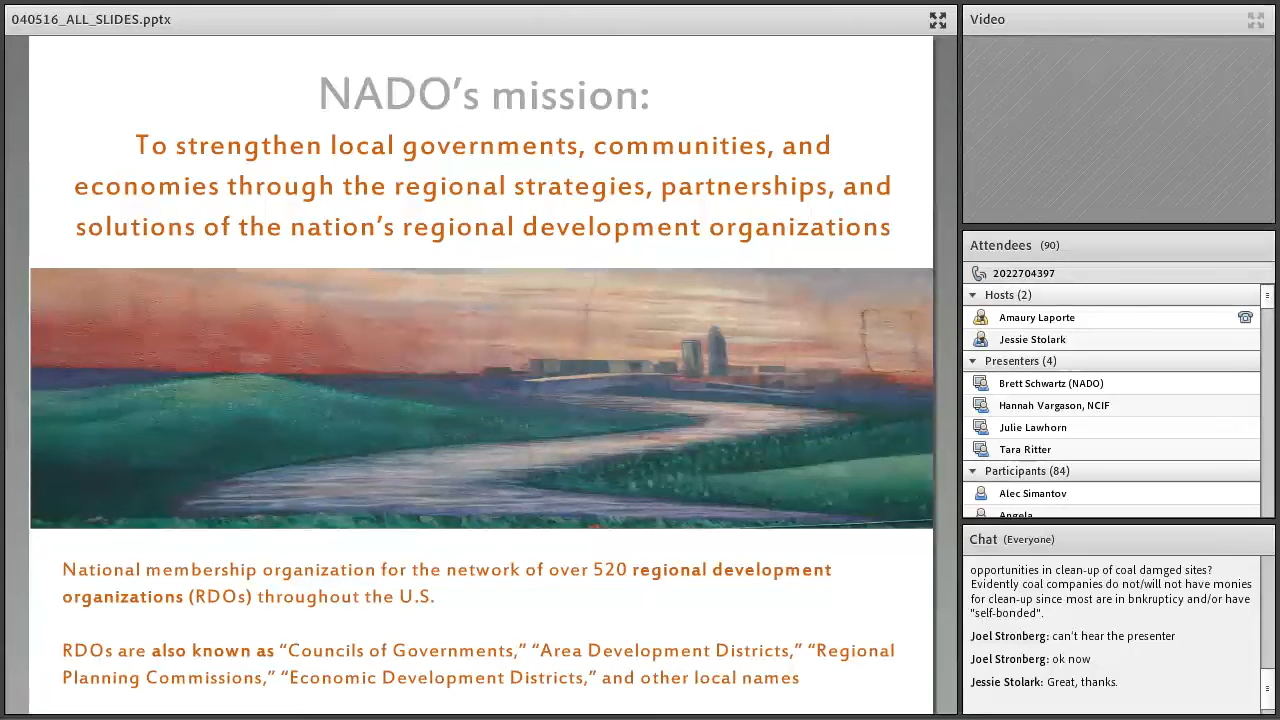 040516_ALL_SLIDES.pptx
NADO’s mission:
To strengthen local governments, communities, and
economies through the regional strategies, partnerships, and
solutions of the nation’s regional development organizations
National membership organization for the network of over 520 regional development
organizations (RDOs) throughout the U.S.
RDOs are also known as “Councils of Governments,” “Area Development Districts,” “Regional
Planning Commissions,” “Economic Development Districts,” and other local names
Video
Attendees (90)
2022704397
Hosts (2)
Amaury Laporte
Jessie Stolark
Presenters (4)
Brett Schwartz (NADO)
Hannah Vargason, NCIF
Julie Lawhorn
Tara Ritter
Participants (84)
Alec Simantov
Angela
Chat (Everyone)
opportunities in clean-up of coal damged sites?
Evidently coal companies do not/will not have monies
for clean-up since most are in bnkruptcy and/or have
"self-bonded".
Joel Stronberg: can't hear the presenter
Joel Stronberg: ok now
Jessie Stolark: Great, thanks.